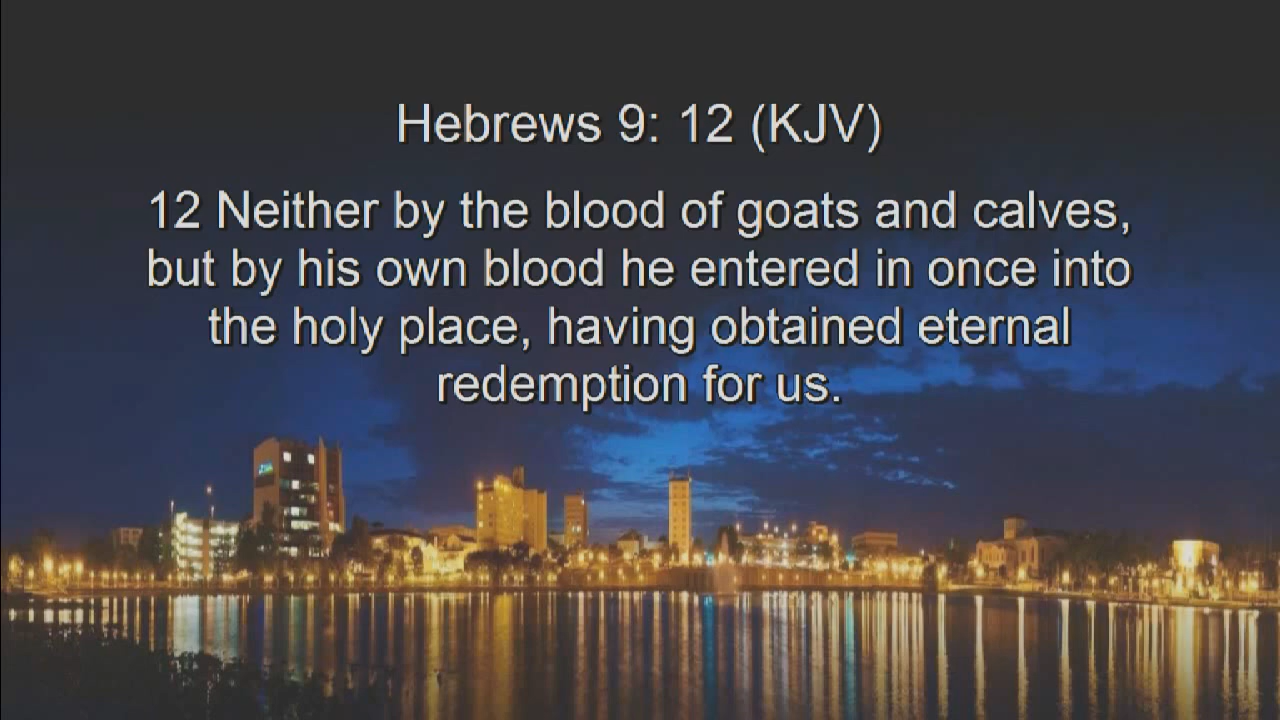 Hebrews 9: 12 (KJV)
12 Neither by the blood of goats and calves,
but by his own blood he entered in once into
the holy place, having obtained eternal
redemption for us.